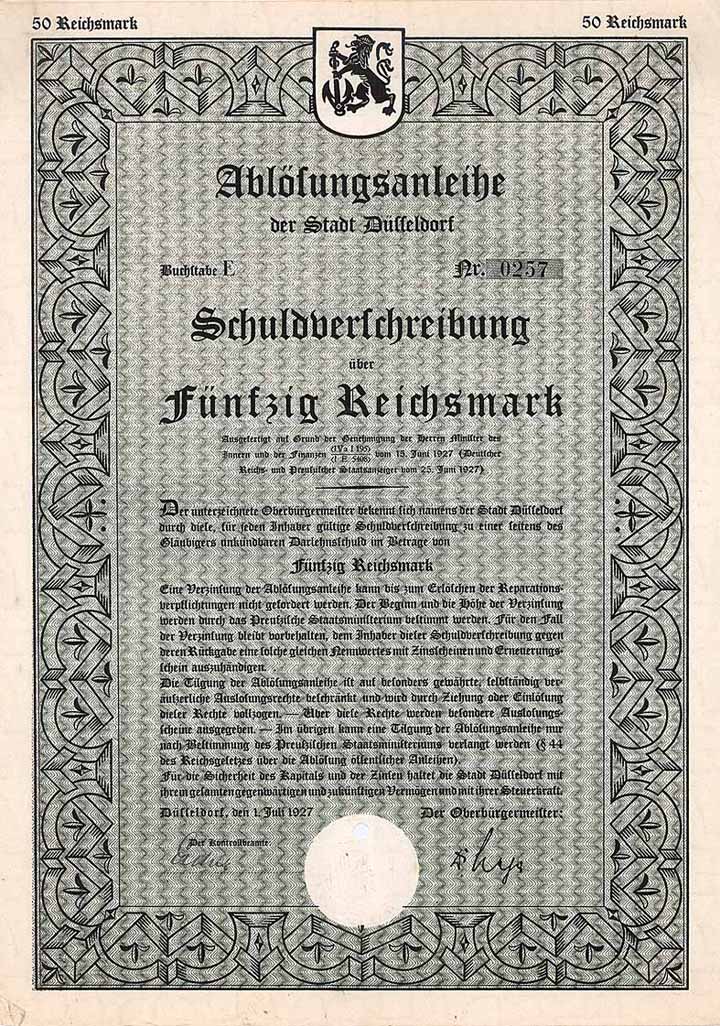 50 Reichsmark 50 Reichsmark
Ablösungsanleihe
der Stadt Düsseldorf
Buchstabe E Nr. 0257
Schuldverschreibung
über
Fünfzig Reichsmark
Ausgefertigt auf Grund der Genehmigung der Herren Minister des
Innern und der Finanzen (IVa I 195) (I E. 5408) vom 15. Juni 1927 (Deutscher
Reichs- und Preußischer Staatsanzeiger vom 25. Juni 1927)
Der unterzeichnete Oberbürgermeister bekennt sich namens der Stadt Düsseldorf
durch diese, für jeden Inhaber gültige Schuldverschreibung zu einer seitens des
Gläubigers unkündbaren Darlehnsschuld im Betrage von
Fünfzig Reichsmark
Eine Verzinsung der Ablösungsanleihe kann bis zum Erlöschen der Reparations-
verpflichtungen nicht gefordert werden. Der Beginn und die Höhe der Verzinsung
werden durch das Preußische Staatsministerium bestimmt werden. Für den Fall
der Verzinsung bleibt vorbehalten, dem Inhaber dieser Schuldverschreibung gegen
deren Rückgabe eine solche gleichen Nennwertes mit Zinsscheinen und Erneuerungs-
schein auszuhändigen.
Die Tilgung der Ablösungsanleihe ist auf besonders gewährte, selbständig ver-
äußerliche Auslosungsrechte beschränkt und wird durch Ziehung oder Einlösung
dieser Rechte vollzogen. — Über diese Rechte werden besondere Auslosungs-
scheine ausgegeben. — Im übrigen kann eine Tilgung der Ablösungsanleihe nur
nach Bestimmung des Preußischen Staatsministeriums verlangt werden (§ 44
des Reichsgesetzes über die Ablösung öffentlicher Anleihen).
Für die Sicherheit des Kapitals und der Zinsen haftet die Stadt Düsseldorf mit
ihrem gesamten gegenwärtigen und zukünftigen Vermögen und mit ihrer Steuerkraft.
Düsseldorf, den 1. Juli 1927 Der Oberbürgermeister:
Der Kontrollbeamte: